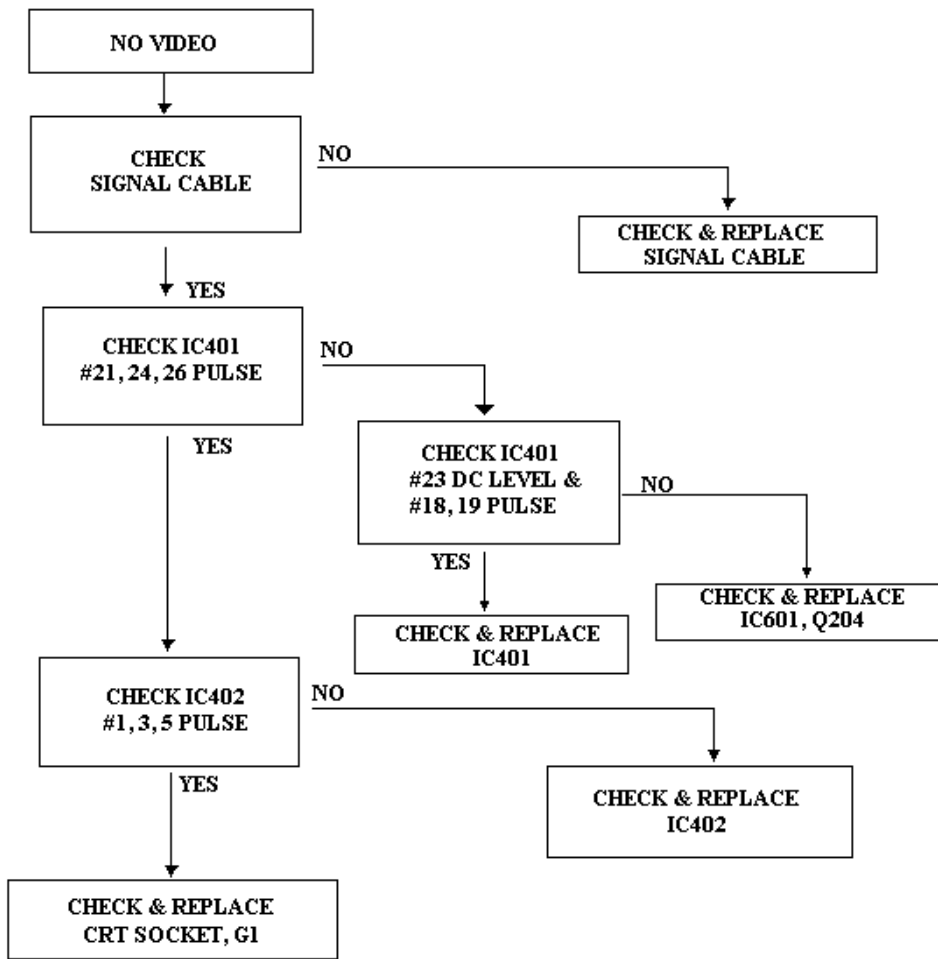 NO VIDEO
CHECK
SIGNAL CABLE
NO
CHECK & REPLACE
SIGNAL CABLE
YES
CHECK IC401
#21, 24, 26 PULSE
NO
YES
CHECK IC401
#23 DC LEVEL &
#18, 19 PULSE
NO
YES
CHECK & REPLACE
IC601, Q204
CHECK & REPLACE
IC401
CHECK IC402
#1, 3, 5 PULSE
NO
YES
CHECK & REPLACE
IC402
CHECK & REPLACE
CRT SOCKET, G1